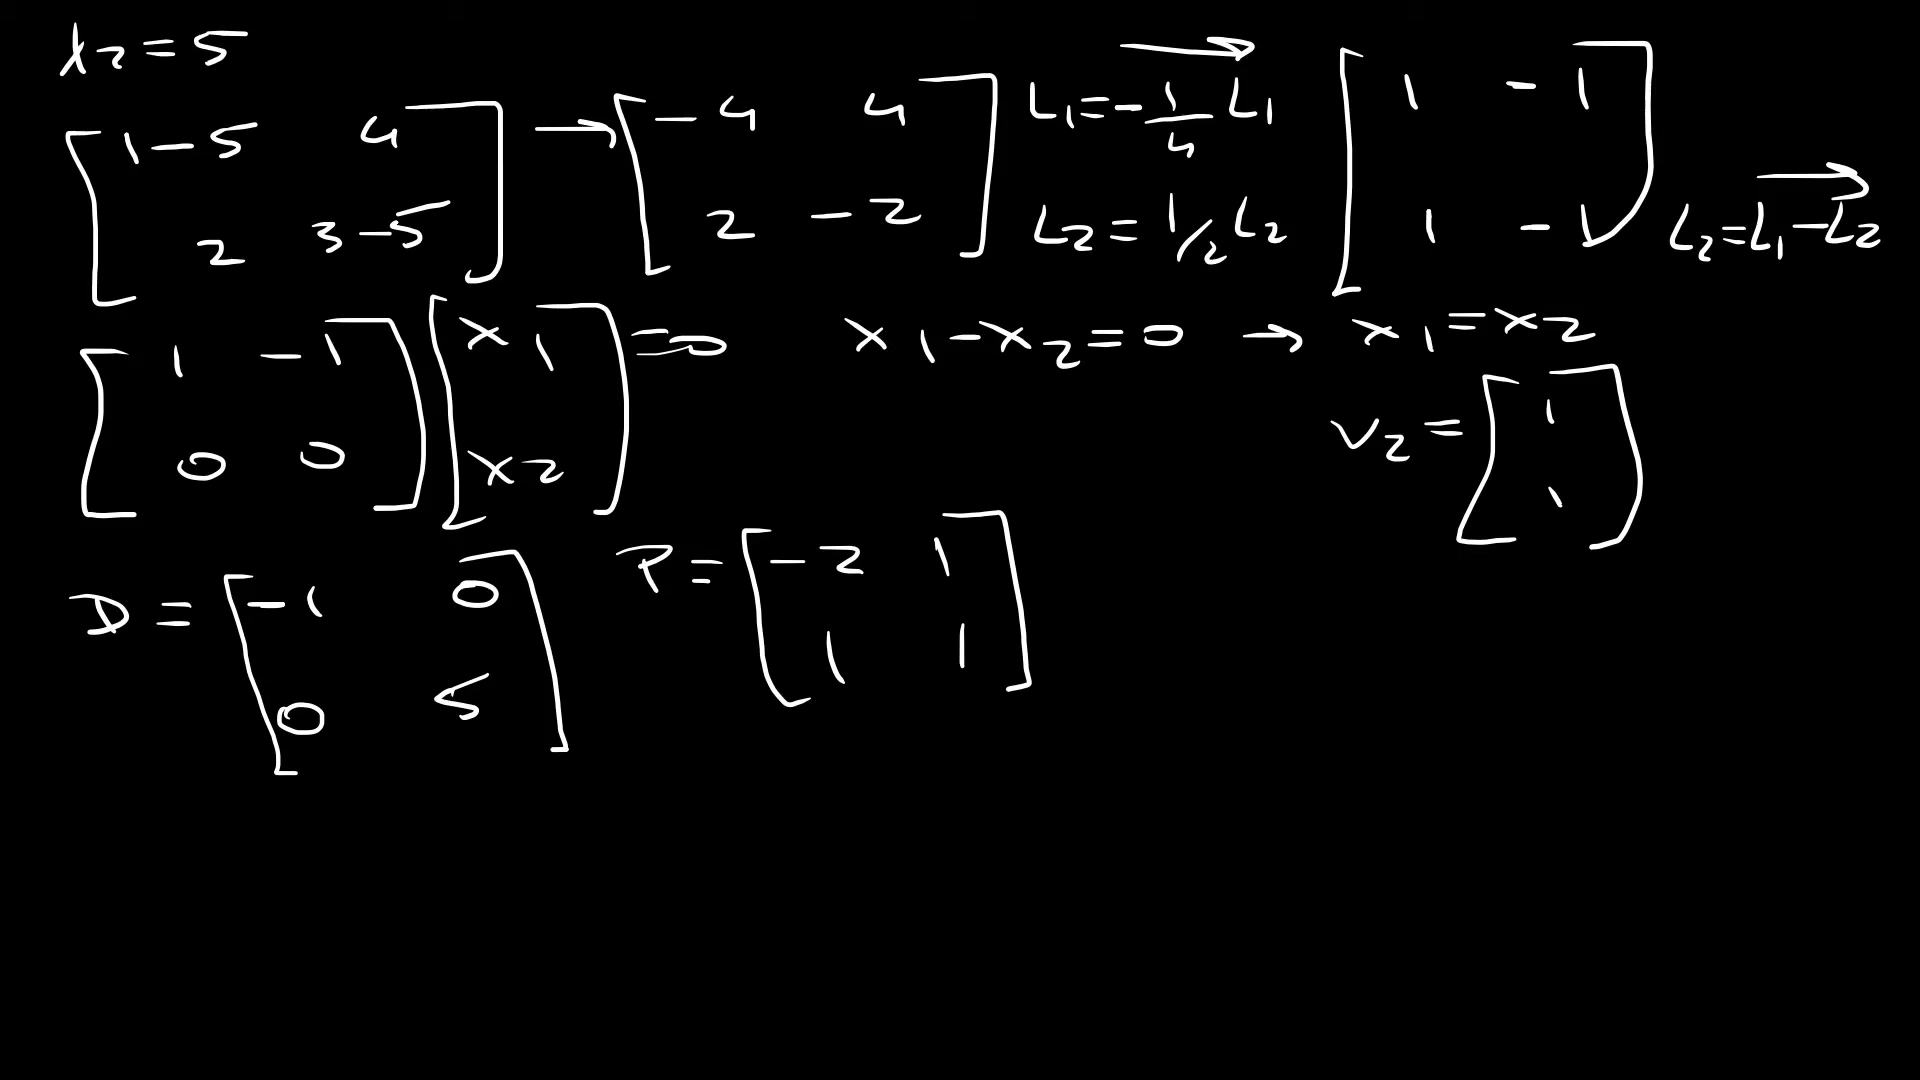 λ2=5
[1-5 4 → [-4 4 L1=-1/4 L1 → [1 -1
2 3-5] 2 -2] L2=1/2L2 1 -1] L2=L1-L2 →
[1 -1 [x1 =0 x1-x2=0 → x1=x2
0 0] x2] v2=[1
1]
D=[-1 0 P=[-2 1
0 5] 1 1]